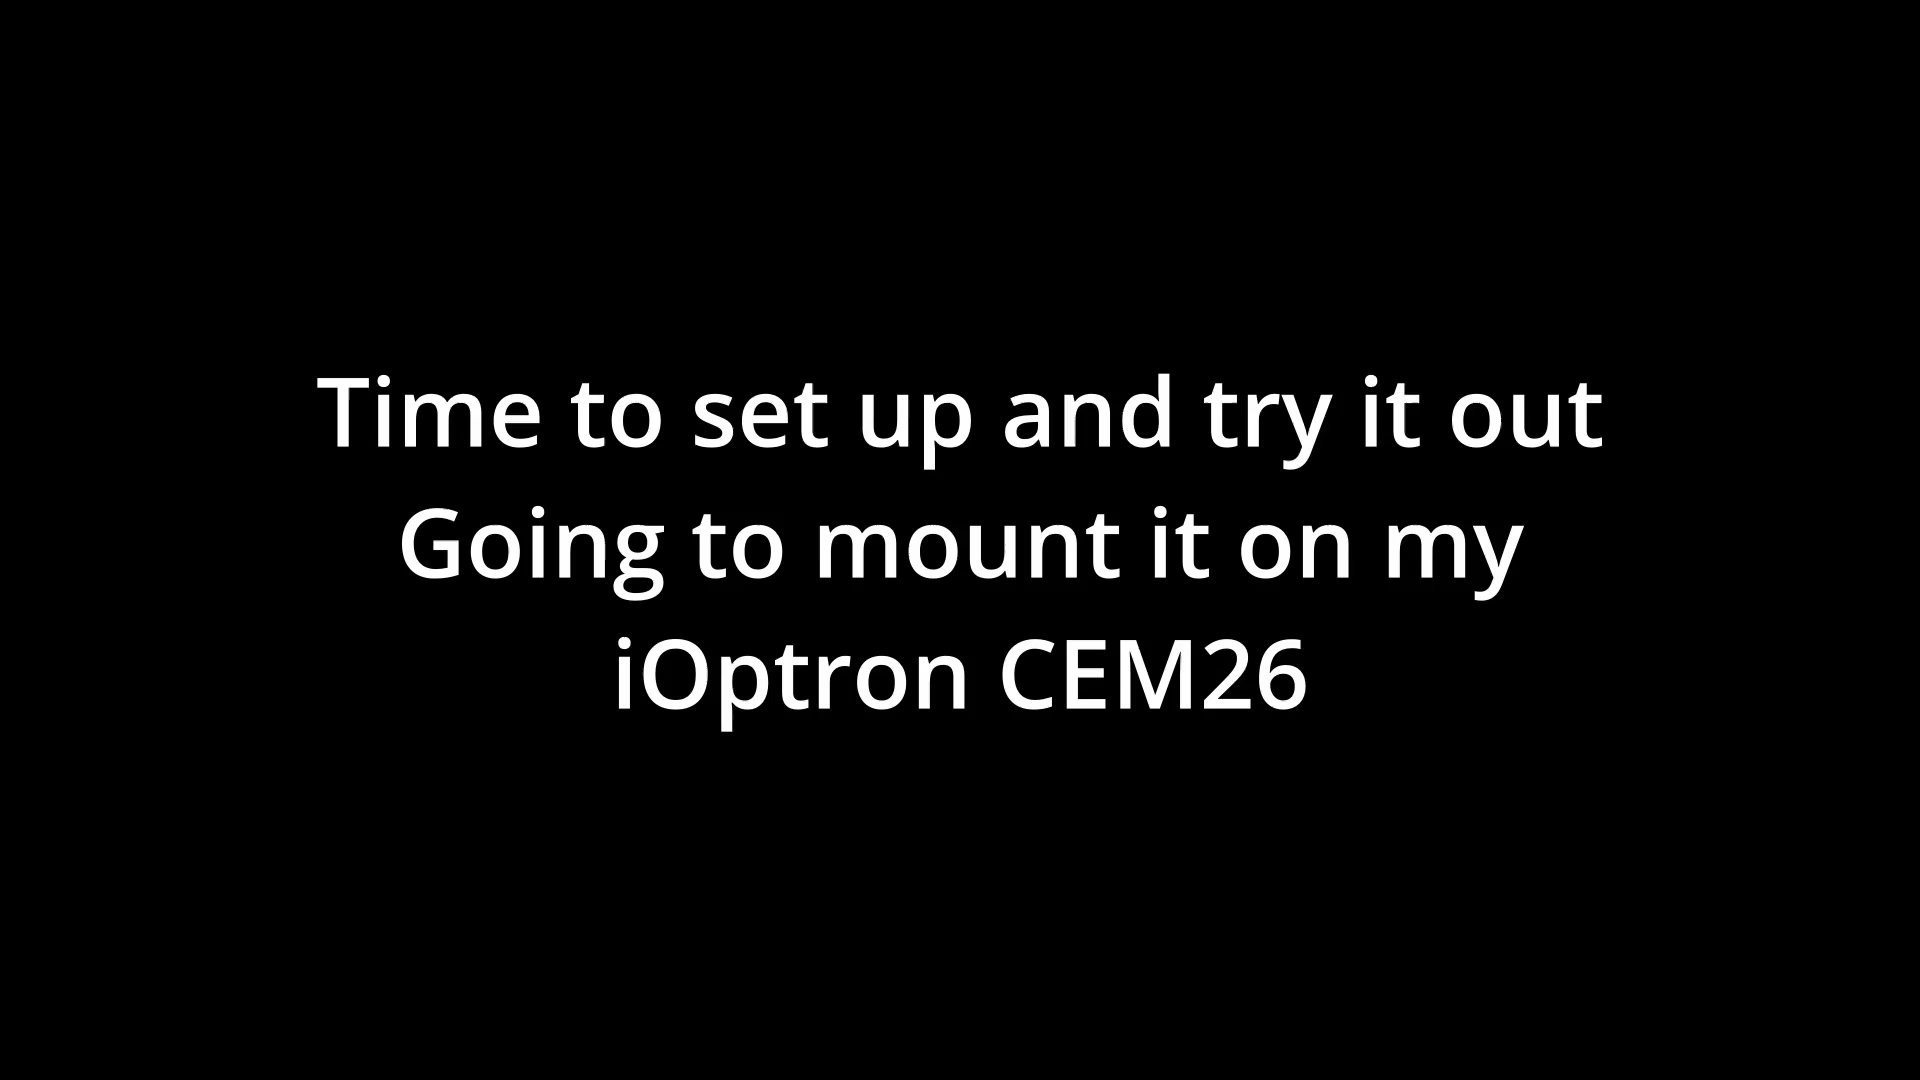 Time to set up and try it out
Going to mount it on my
iOptron CEM26